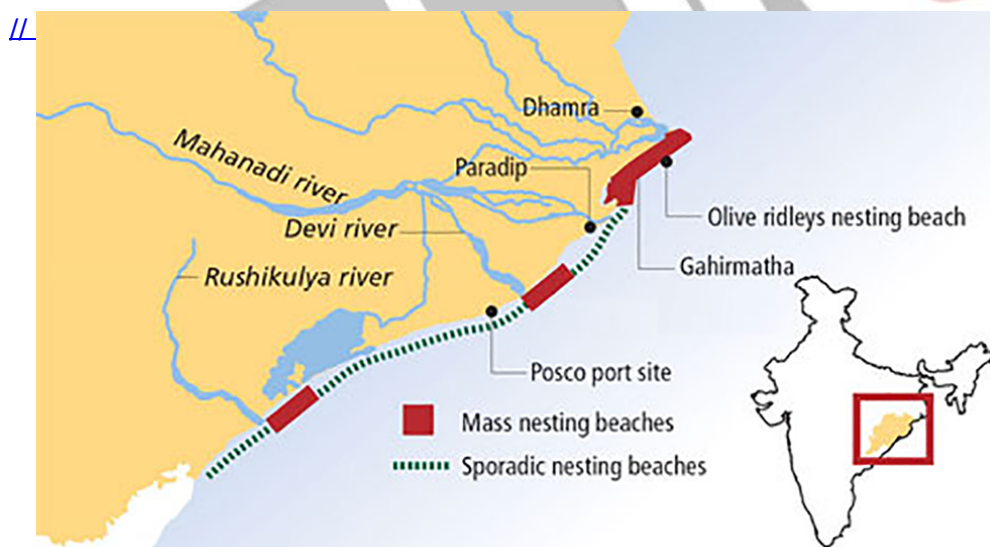 //
Dhamra
Mahanadi river
Paradip
Olive ridleys nesting beach
Devi river
Gahirmatha
Rushikulya river
Posco port site
Mass nesting beaches
Sporadic nesting beaches